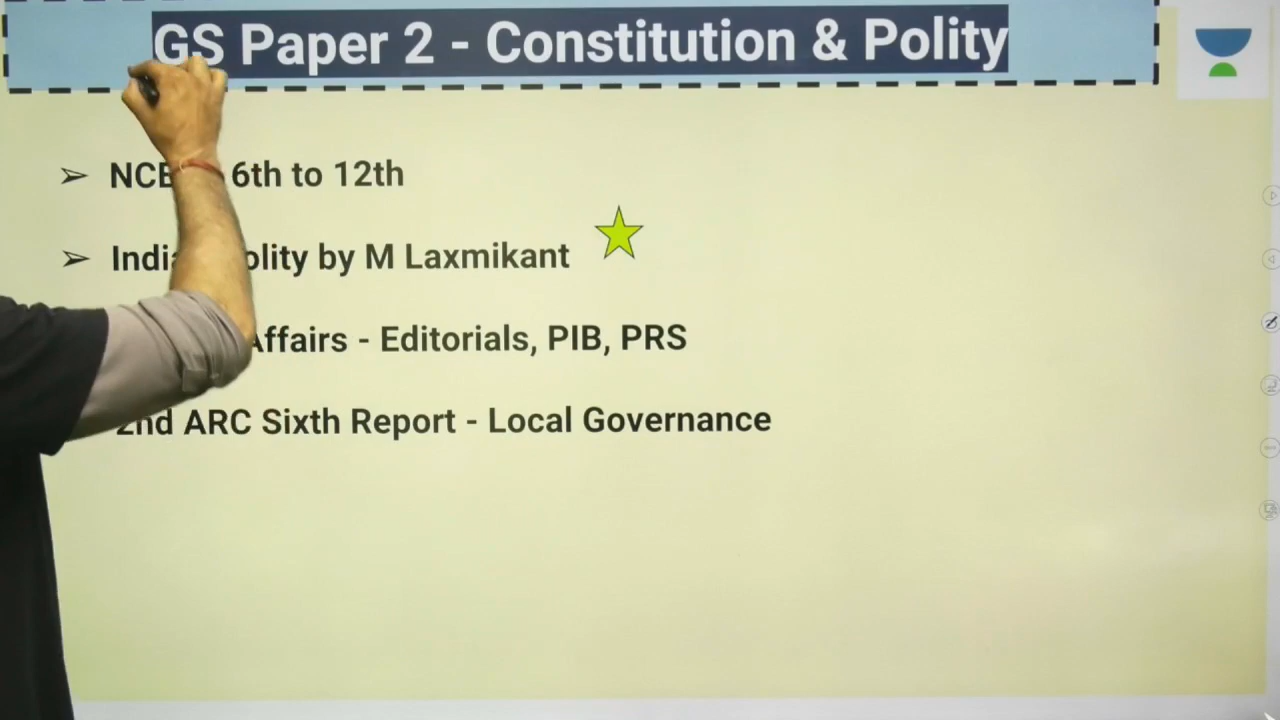 GS Paper 2 - Constitution & Polity
➢ 6th to 12th
➢ by M Laxmikant
Affairs - Editorials, PIB, PRS
2nd ARC Sixth Report - Local Governance